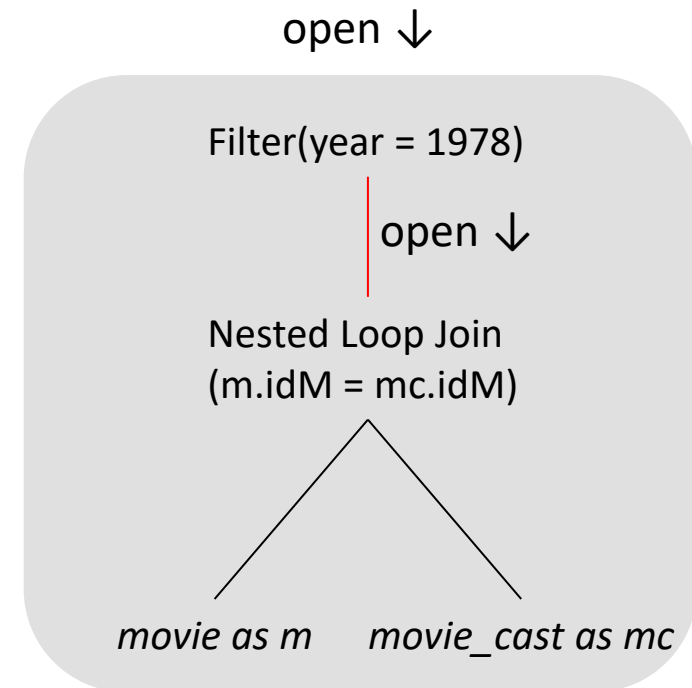 open ↓
Filter(year = 1978)
open ↓
Nested Loop Join
(m.idM = mc.idM)
movie as m movie_cast as mc